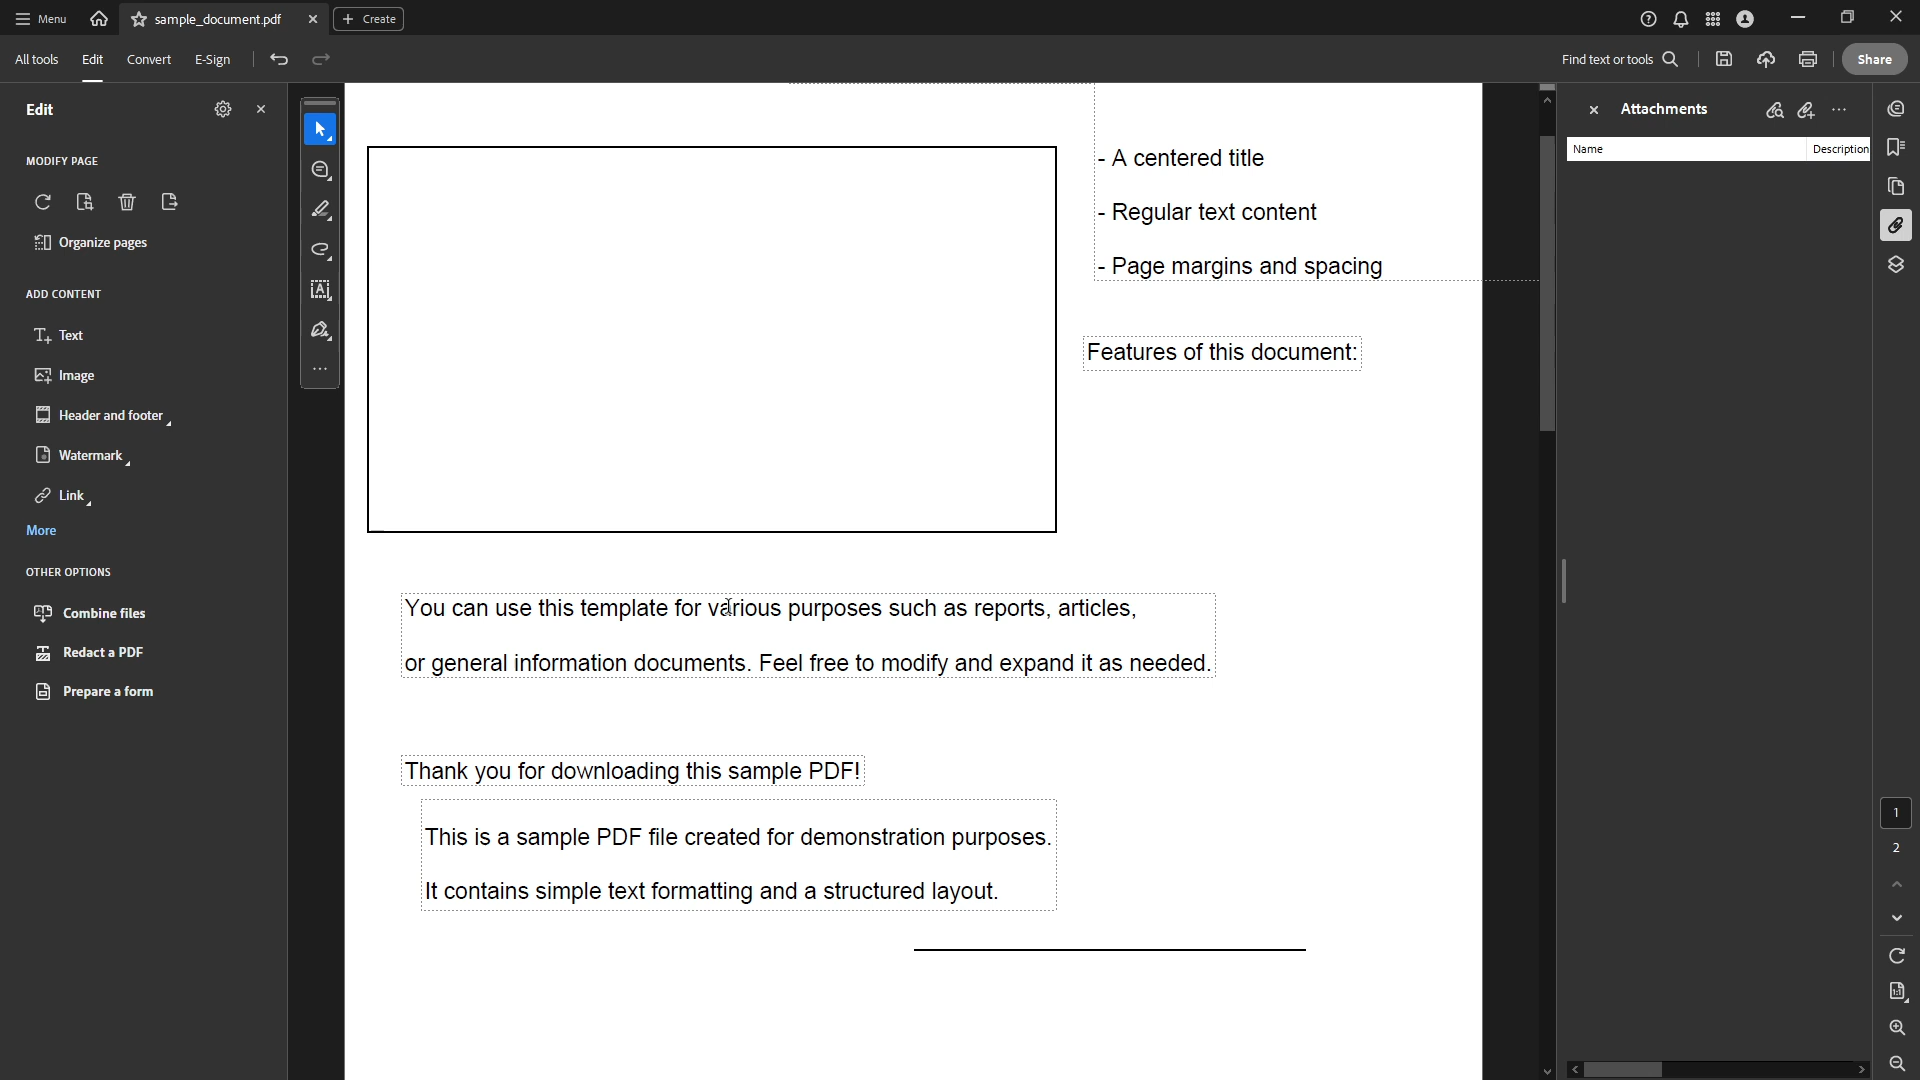 Menu
sample_document.pdf
Create
All tools
Edit
Convert
E-Sign
Find text or tools
Share
Edit
MODIFY PAGE
Organize pages
ADD CONTENT
Text
Image
Header and footer
Watermark
Link
More
OTHER OPTIONS
Combine files
Redact a PDF
Prepare a form
- A centered title
- Regular text content
- Page margins and spacing
Features of this document:
You can use this template for various purposes such as reports, articles,
or general information documents. Feel free to modify and expand it as needed.
Thank you for downloading this sample PDF!
This is a sample PDF file created for demonstration purposes.
It contains simple text formatting and a structured layout.
Attachments
Name
Description
1
2